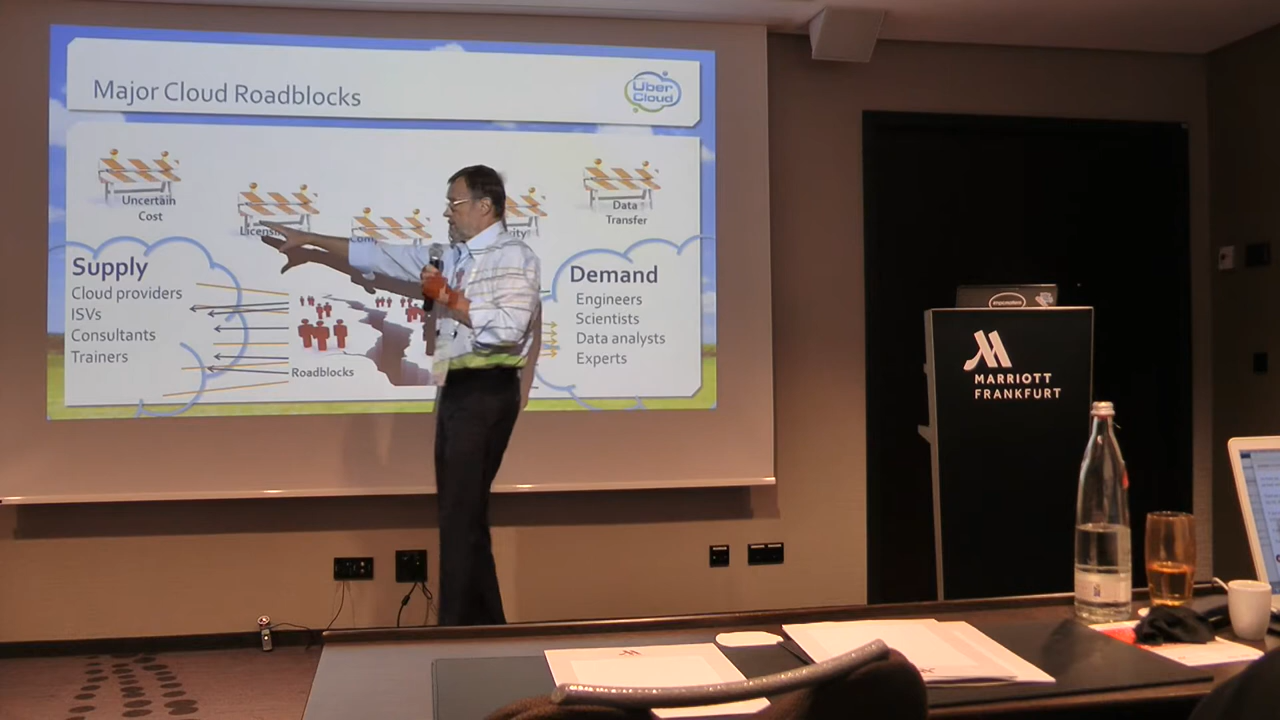 Major Cloud Roadblocks
Uber
Cloud
Uncertain
Cost
Data
Transfer
Supply
Cloud providers
ISVs
Consultants
Trainers
Roadblocks
Demand
Engineers
Scientists
Data analysts
Experts
MARRIOTT
FRANKFURT